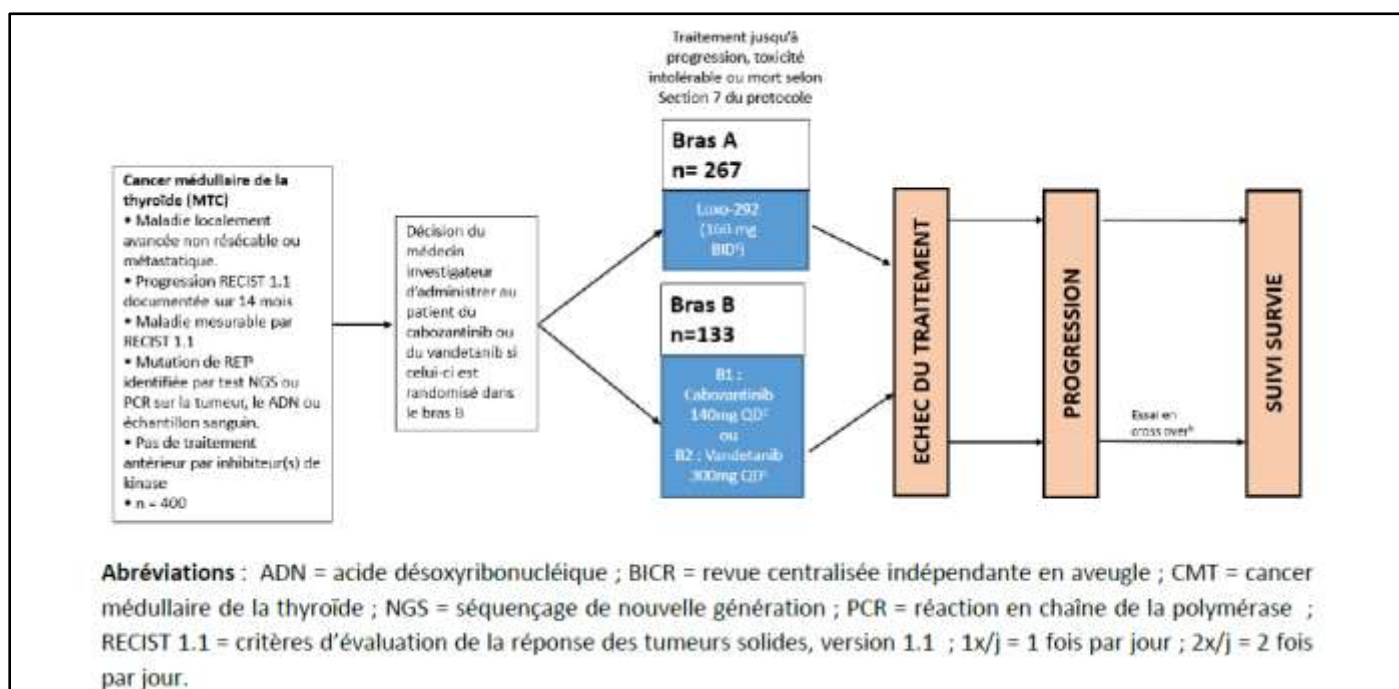 Traitement jusqu'à
progression, toxicité
intolérable ou mort selon
Section 7 du protocole
Bras A
n= 267
Loxo-292
(160 mg
BID)
Cancer médullaire de la
thyroïde (MTC)
• Maladie localement
avancée non résécable ou
métastatique.
• Progression RECIST 1.1
documentée sur 14 mois
• Maladie mesurable par
RECIST 1.1
• Mutation de RET
identifiée par test NGS ou
PCR sur la tumeur, le ADN ou
échantillon sanguin.
• Pas de traitement
antérieur par inhibiteur(s) de
kinase
• n = 400
Décision du
médecin
investigateur
d'administrer au
patient du
cabozantinib ou
du vandetanib si
celui-ci est
randomisé dans
le bras B
Bras B
n=133
B1 :
Cabozantinib
140mg QD
ou
B2 : Vandetanib
300mg QD
ECHEC DU TRAITEMENT
PROGRESSION
Essai en
cross over
SUIVI SURVIE
Abréviations : ADN = acide désoxyribonucléique ; BICR = revue centralisée indépendante en aveugle ; CMT = cancer
médullaire de la thyroïde ; NGS = séquençage de nouvelle génération ; PCR = réaction en chaîne de la polymérase ;
RECIST 1.1 = critères d'évaluation de la réponse des tumeurs solides, version 1.1 ; 1x/j = 1 fois par jour ; 2x/j = 2 fois
par jour.